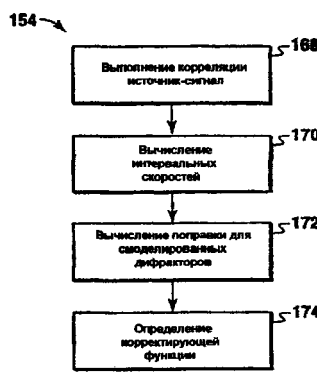 154
168
Выполнение корреляции
источник-сигнал
170
Вычисление
интервальных
скоростей
172
Вычисление поправки для
смоделированных
дифракторов
174
Определение
корректирующей
функции